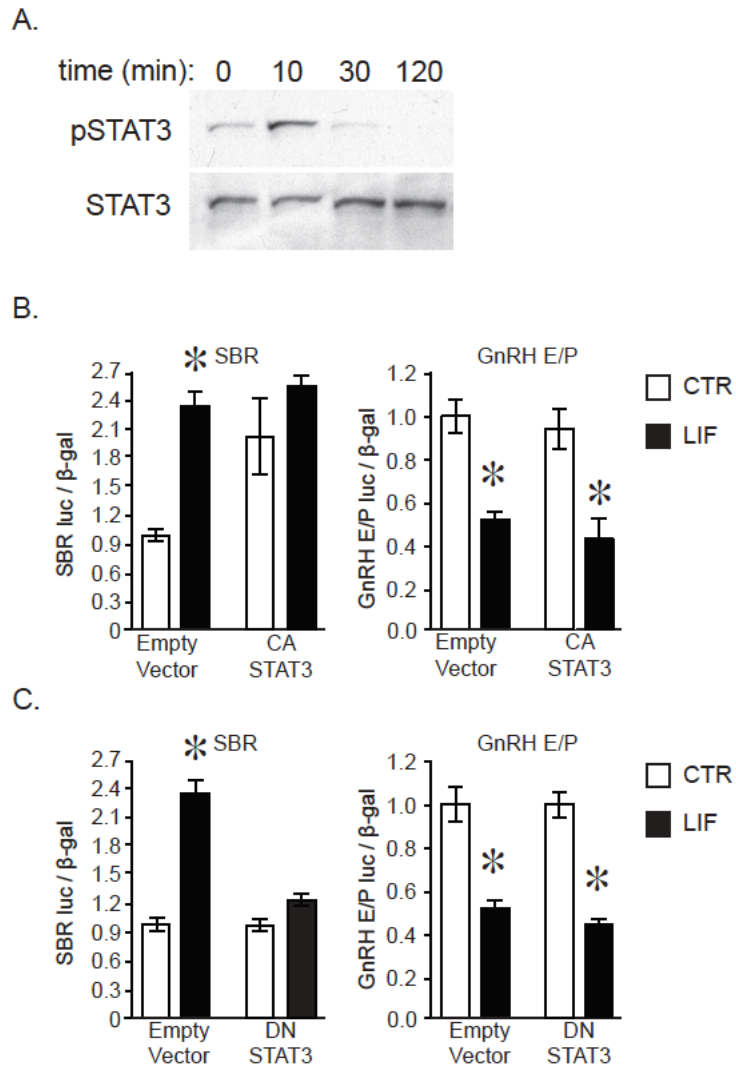 A.
time (min): 0 10 30 120
pSTAT3
STAT3
B.
* SBR
SBR luc / β-gal
2.7
2.4
2.1
1.8
1.5
1.2
0.9
0.6
0.3
0
Empty Vector
CA STAT3
GnRH E/P
GnRH E/P luc / β-gal
1.2
1.0
0.8
0.6
0.4
0.2
0.0
*
*
Empty Vector
CA STAT3
CTR
LIF
C.
* SBR
SBR luc / β-gal
2.7
2.4
2.1
1.8
1.5
1.2
0.9
0.6
0.3
0
Empty Vector
DN STAT3
GnRH E/P
GnRH E/P luc / β-gal
1.2
1.0
0.8
0.6
0.4
0.2
0.0
*
*
Empty Vector
DN STAT3
CTR
LIF